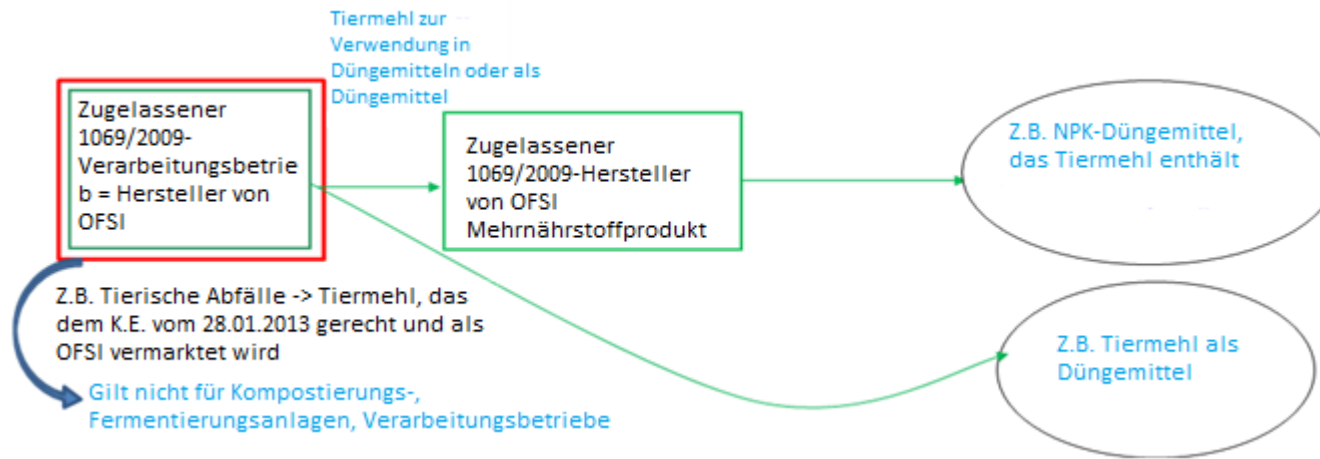 Tiermehl zur
Verwendung in
Düngemitteln oder als
Düngemittel
Zugelassener
1069/2009-
Verarbeitungsbetrie
b = Hersteller von
OFSI
Zugelassener
1069/2009-Hersteller
von OFSI
Mehrnährstoffprodukt
Z.B. NPK-Düngemittel,
das Tiermehl enthält
Z.B. Tierische Abfälle -> Tiermehl, das
dem K.E. vom 28.01.2013 gerecht und als
OFSI vermarktet wird
Z.B. Tiermehl als
Düngemittel
Gilt nicht für Kompostierungs-,
Fermentierungsanlagen, Verarbeitungsbetriebe